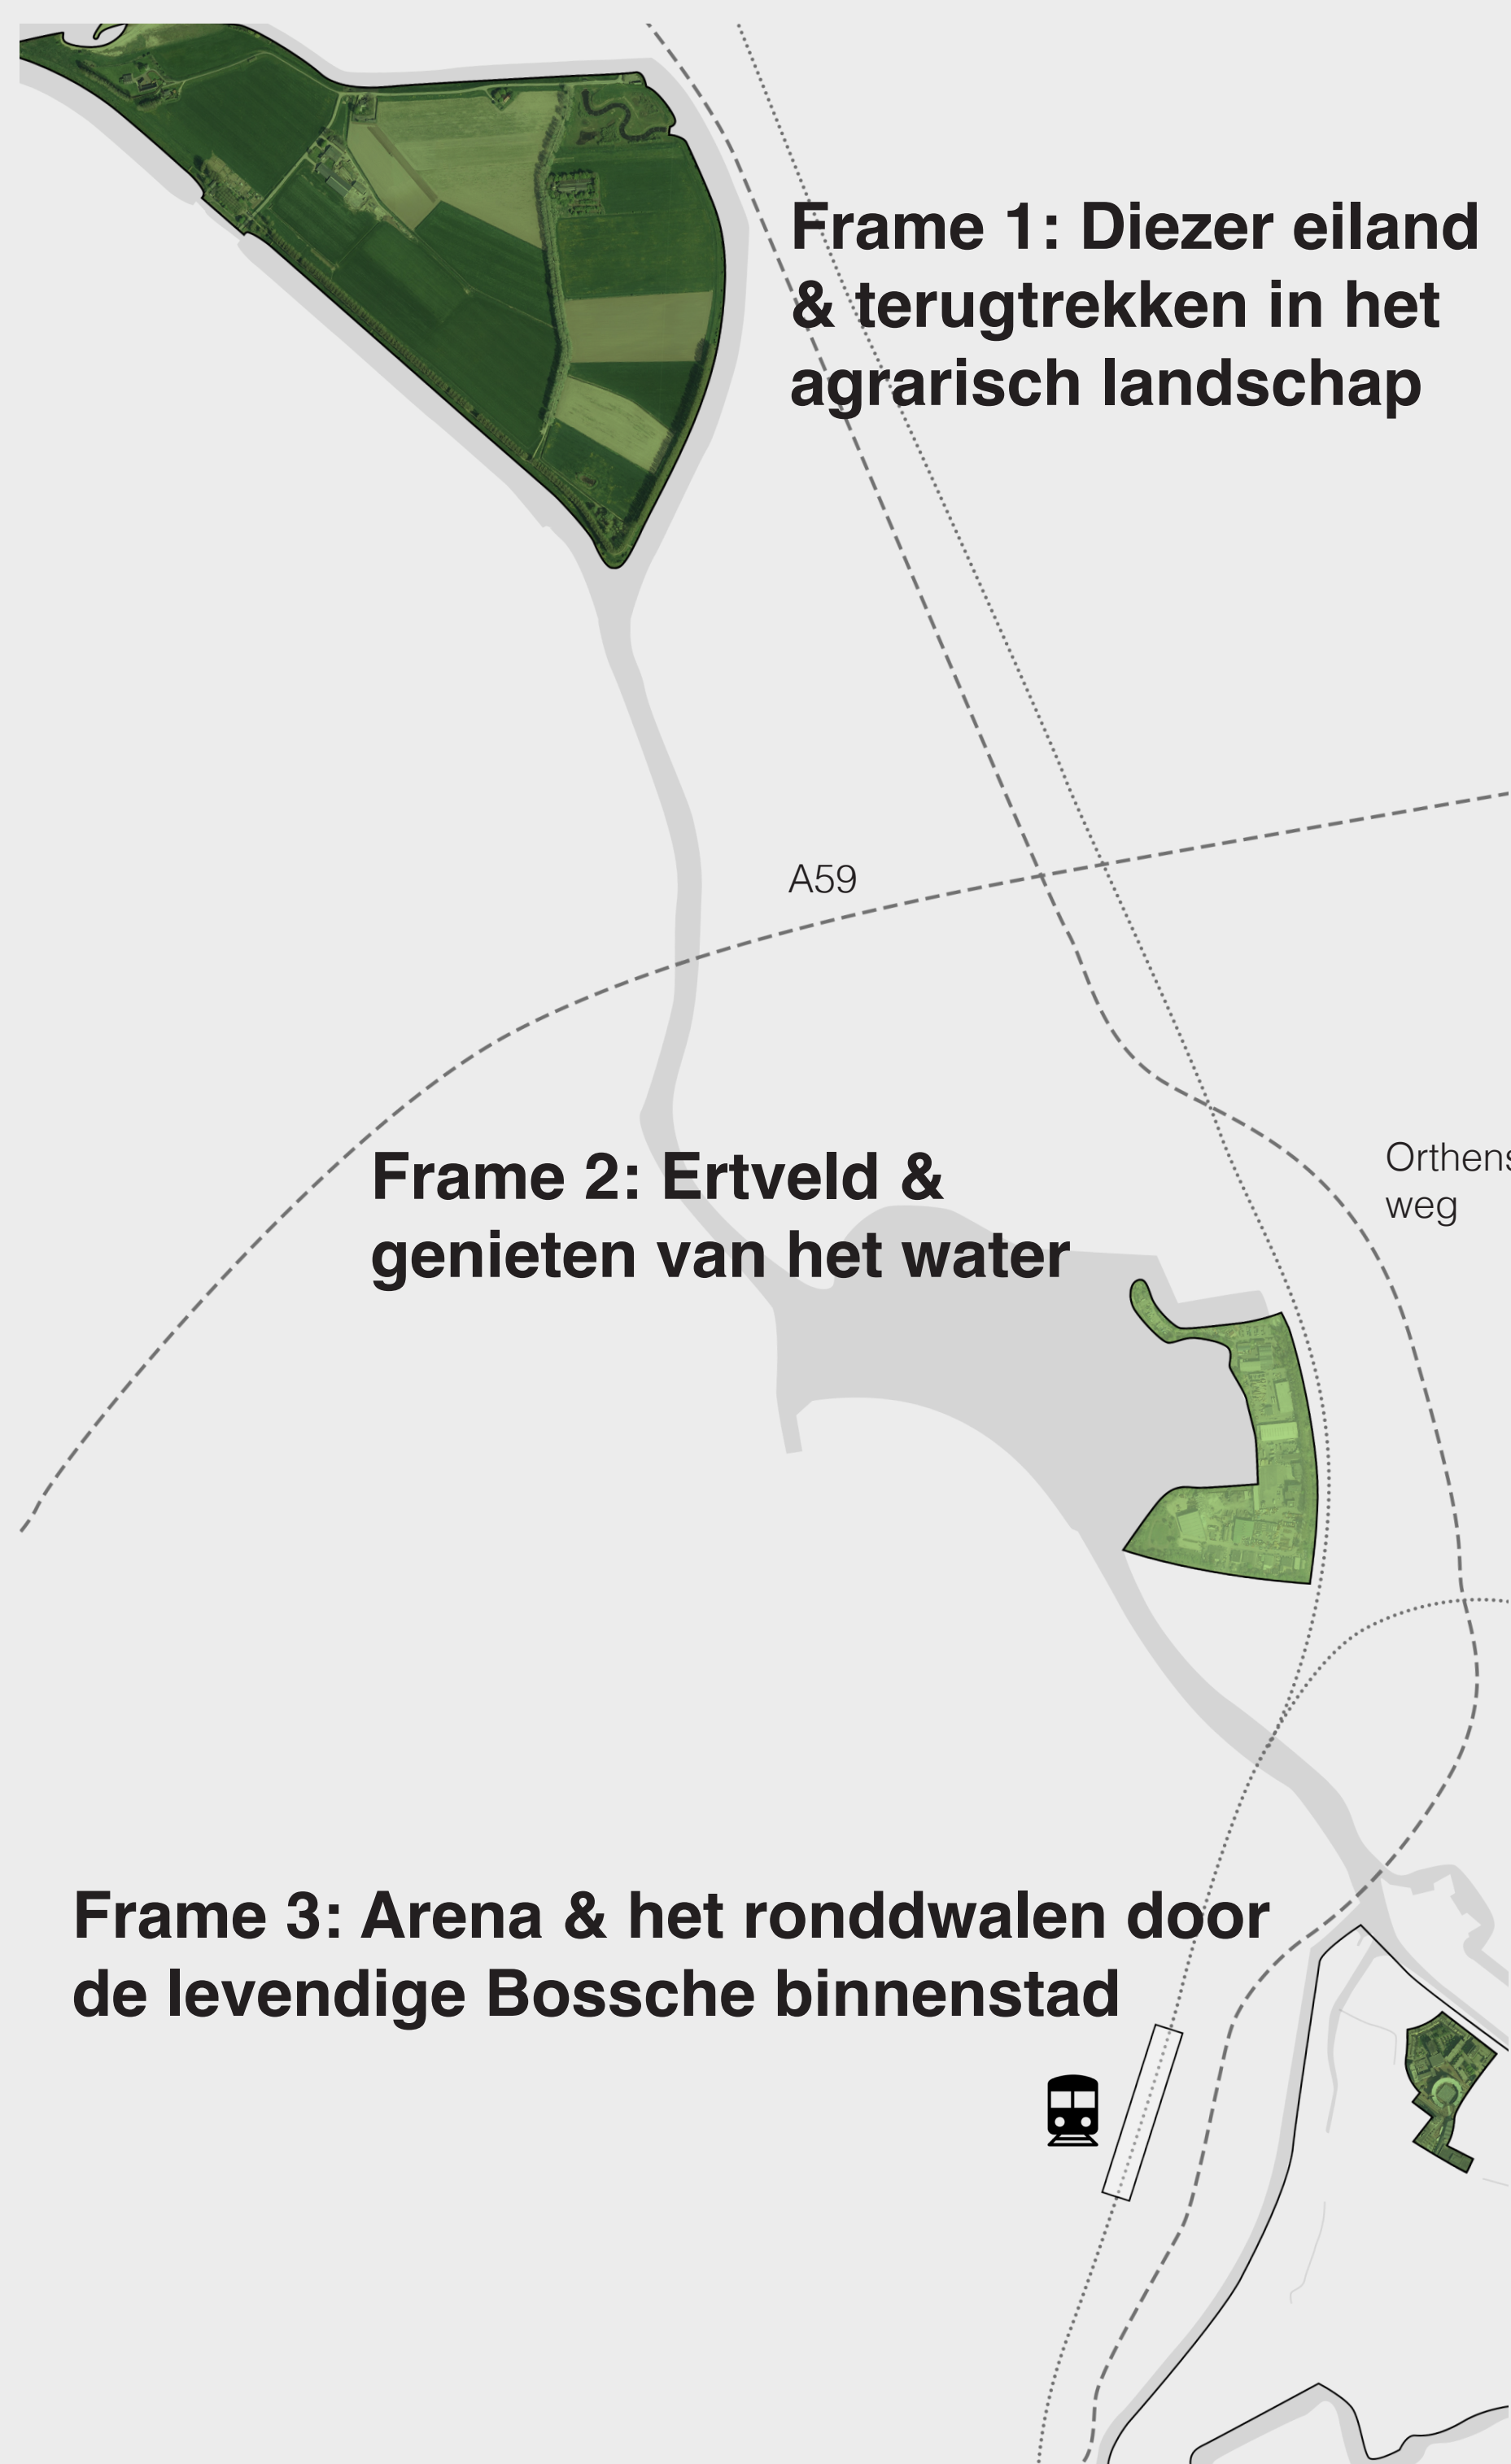 Frame 1: Diezer eiland
& terugtrekken in het
agrarisch landschap
A59
Orthens
weg
Frame 2: Ertveld &
genieten van het water
Frame 3: Arena & het ronddwalen door
de levendige Bossche binnenstad